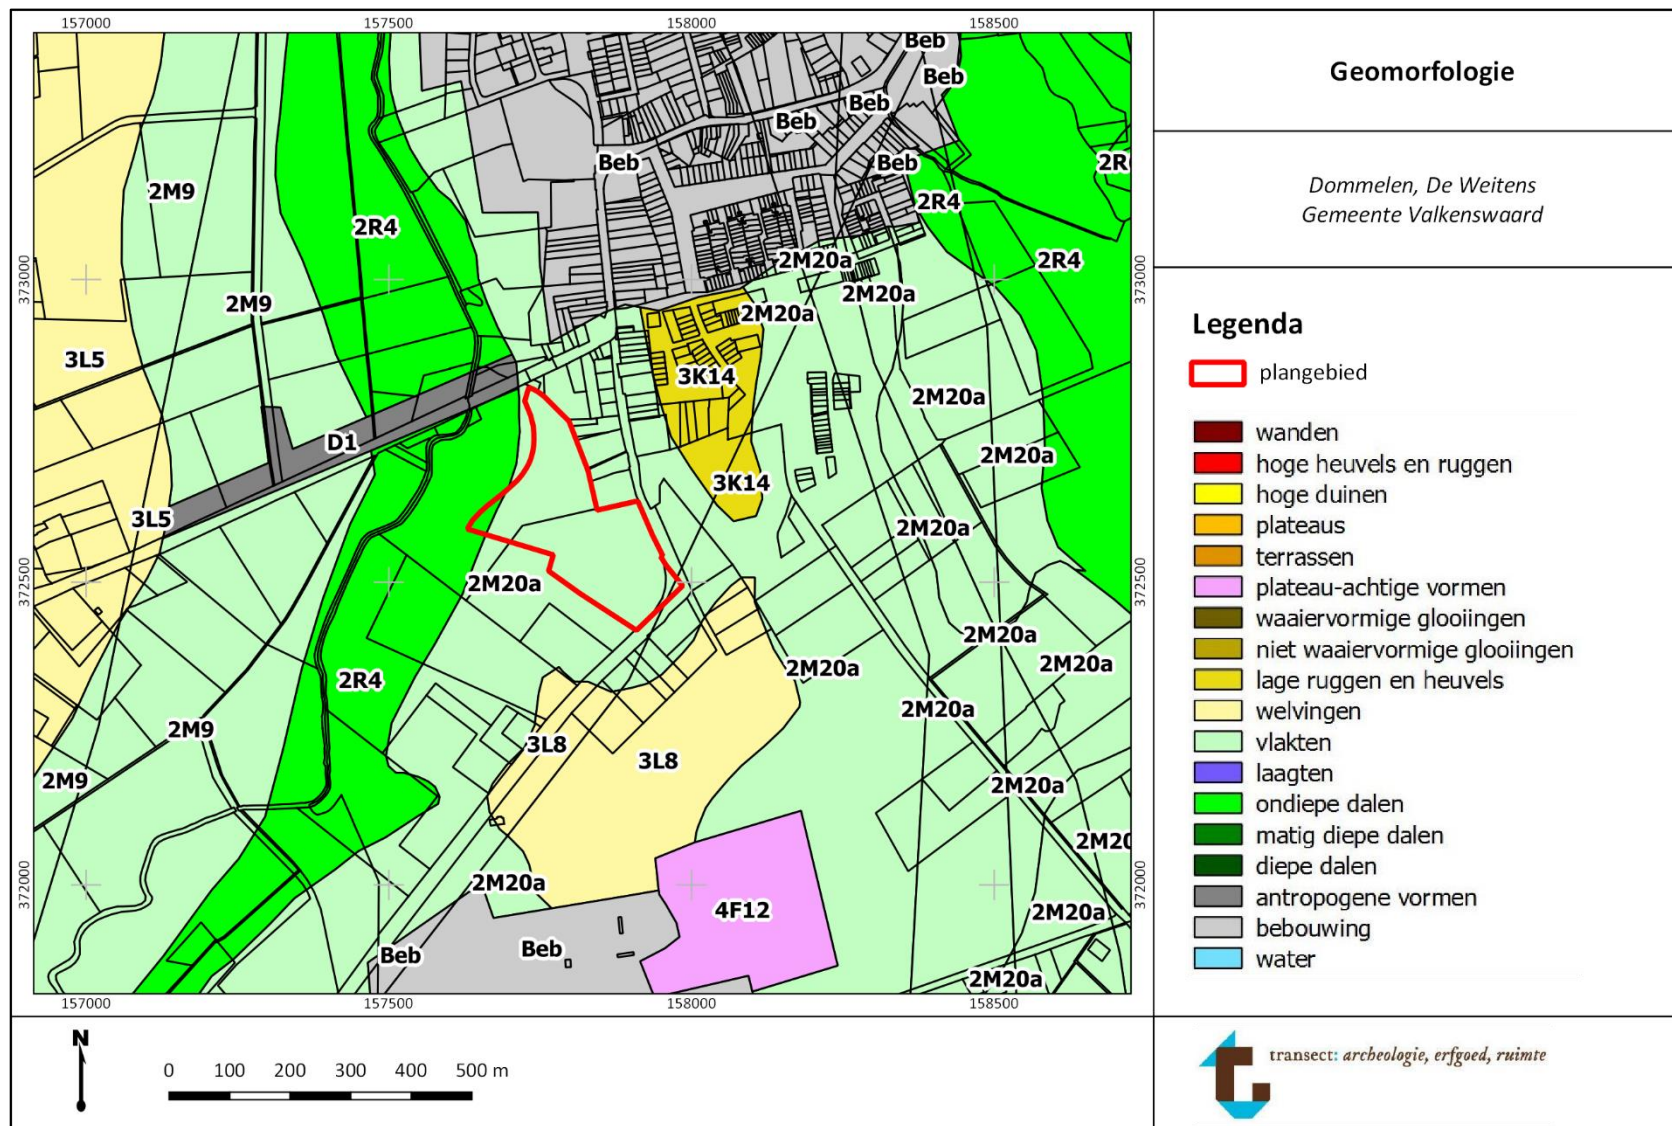 157000 157500 158000 158500
Beb
Beb
Beb
Beb
Beb
Beb
2R
2M9
2R4
2R4
2R4
2M20a
373000
373000
2M9
2M20a
2M20a
3L5
3K14
2M20a
D1
2M20a
3K14
3L5
2M20a
372500
372500
2M20a
2M20a
2M20a
2M20a
2R4
2M20a
2M9
3L8
3L8
2M9
2M20a
2M20
372000
372000
2M20a
4F12
2M20a
Beb
Beb
2M20a
157000 157500 158000 158500
N
0 100 200 300 400 500 m
Geomorfologie
Dommelen, De Weitens
Gemeente Valkenswaard
Legenda
plangebied
wanden
hoge heuvels en ruggen
hoge duinen
plateaus
terrassen
plateau-achtige vormen
waaiervormige glooiingen
niet waaiervormige glooiingen
lage ruggen en heuvels
welvingen
vlakten
laagten
ondiepe dalen
matig diepe dalen
diepe dalen
antropogene vormen
bebouwing
water
transect: archeologie, erfgoed, ruimte